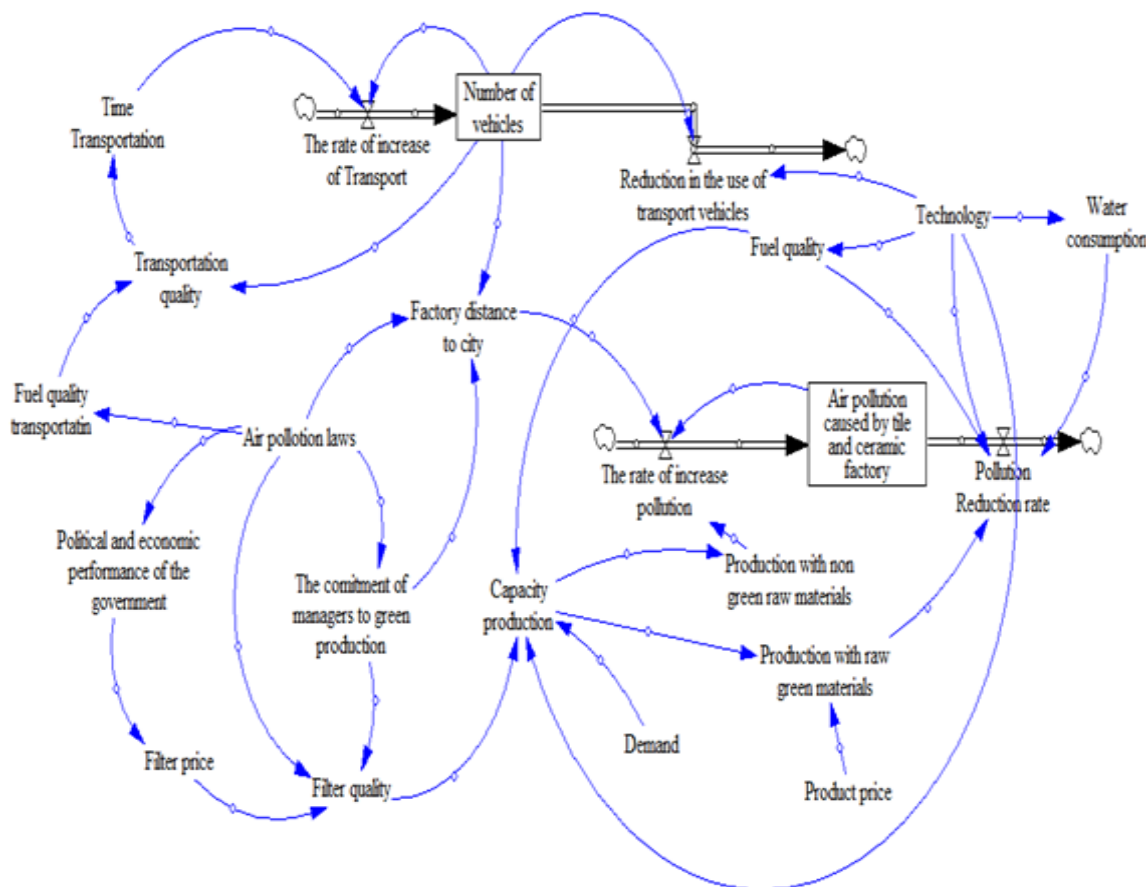 Number of
vehicles
Time
Transportation
The rate of increase
of Transport
Reduction in the use of
transport vehicles
Technology
Water
consumption
Fuel quality
Transportation
quality
Factory distance
to city
Fuel quality
transportatin
Air pollotion laws
Air pollution
caused by tile
and ceramic
factory
The rate of increase
pollution
Pollution
Reduction rate
Political and economic
performance of the
government
The comitment of
managers to green
production
Capacity
production
Production with non
green raw materials
Production with raw
green materials
Demand
Filter price
Filter quality
Product price